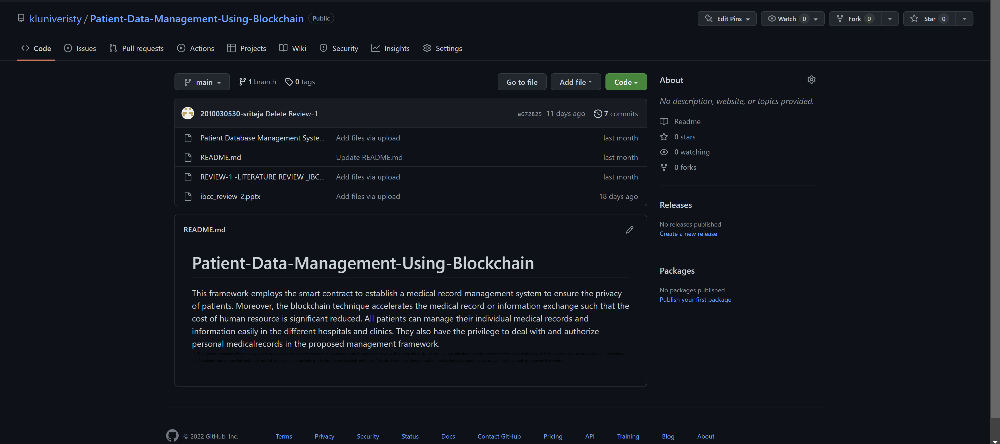 kluniveristy / Patient-Data-Management-Using-Blockchain Public
Edit Pins Watch 0 Fork 0 Star 0
Code Issues Pull requests Actions Projects Wiki Security Insights Settings
main 1 branch 0 tags Go to file Add file Code
2010030530-sriteja Delete Review-1 a672825 11 days ago 7 commits
Patient Database Management Syste... Add files via upload last month
README.md Update README.md last month
REVIEW-1 -LITERATURE REVIEW _IBC... Add files via upload last month
ibcc_review-2.pptx Add files via upload 18 days ago
README.md
Patient-Data-Management-Using-Blockchain
This framework employs the smart contract to establish a medical record management system to ensure the privacy
of patients. Moreover, the blockchain technique accelerates the medical record or information exchange such that the
cost of human resource is significant reduced. All patients can manage their individual medical records and
information easily in the different hospitals and clinics. They also have the privilege to deal with and authorize
personal medicalrecords in the proposed management framework.
• This framework employs the smart contract to establish a medical record management system to ensure the privacy of patients. Moreover, the blockchain technique accelerates the medical record or information exchange such that the cost of human resource is significant reduced.
• All patients can manage their individual medical records and information easily in the different hospitals and clinics. They also have the privilege to deal with and authorize personal medicalrecords in the proposed management framework.
About
No description, website, or topics provided.
Readme
0 stars
0 watching
0 forks
Releases
No releases published
Create a new release
Packages
No packages published
Publish your first package
© 2022 GitHub, Inc. Terms Privacy Security Status Docs Contact GitHub Pricing API Training Blog About